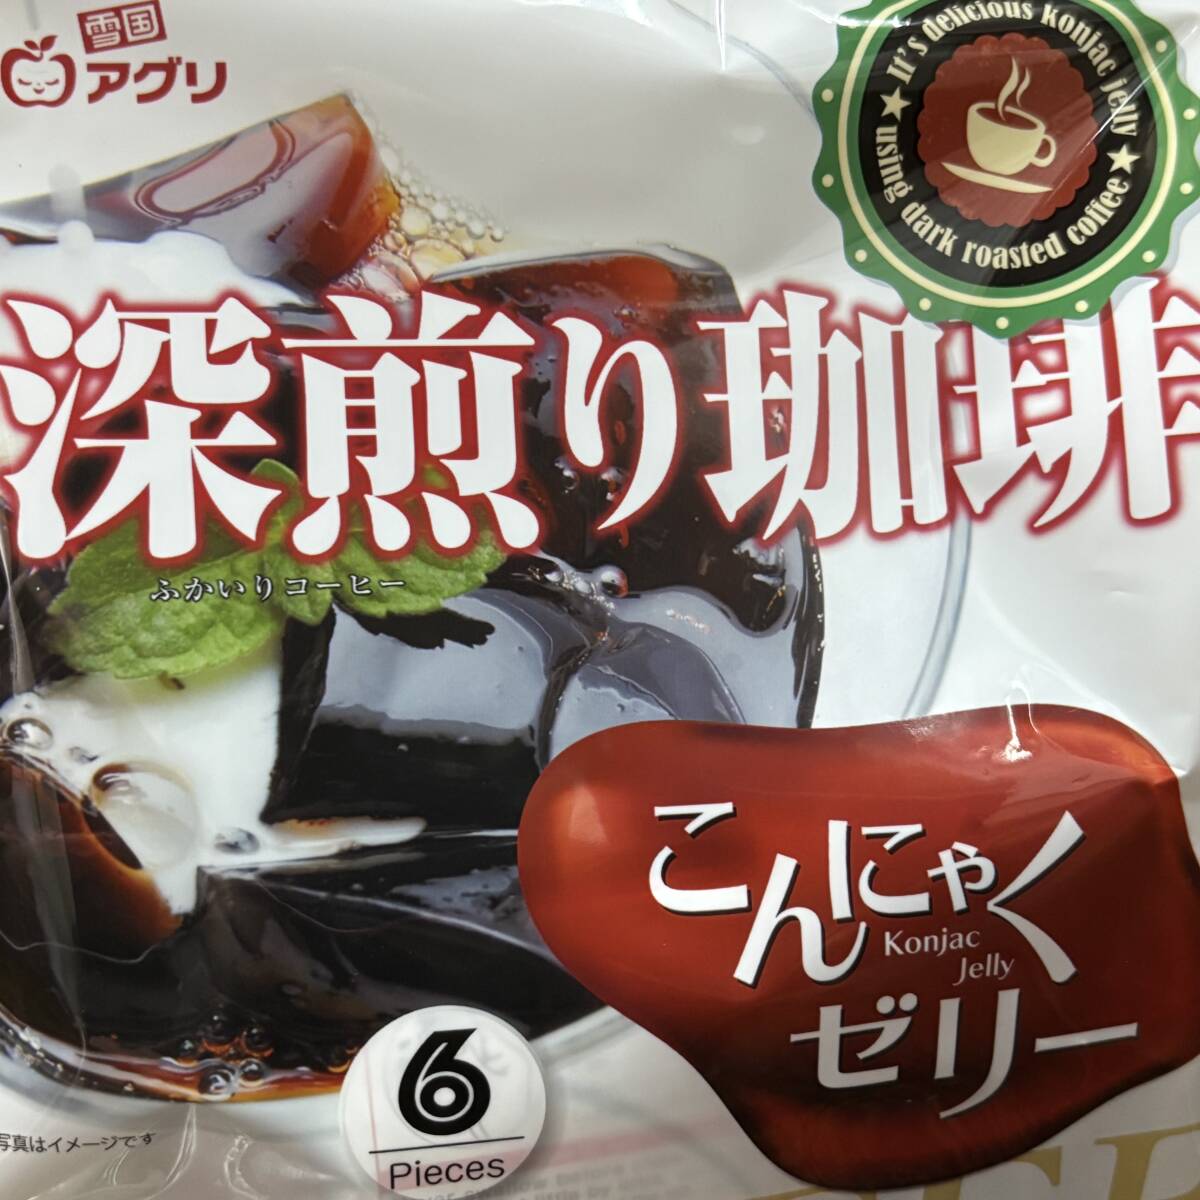 雪国
アグリ
It's delicious Konjac jelly
using dark roasted coffee
深煎り珈琲
ふかいりコーヒー
こんにゃく
Konjac
Jelly
ゼリー
6
Pieces
写真はイメージです